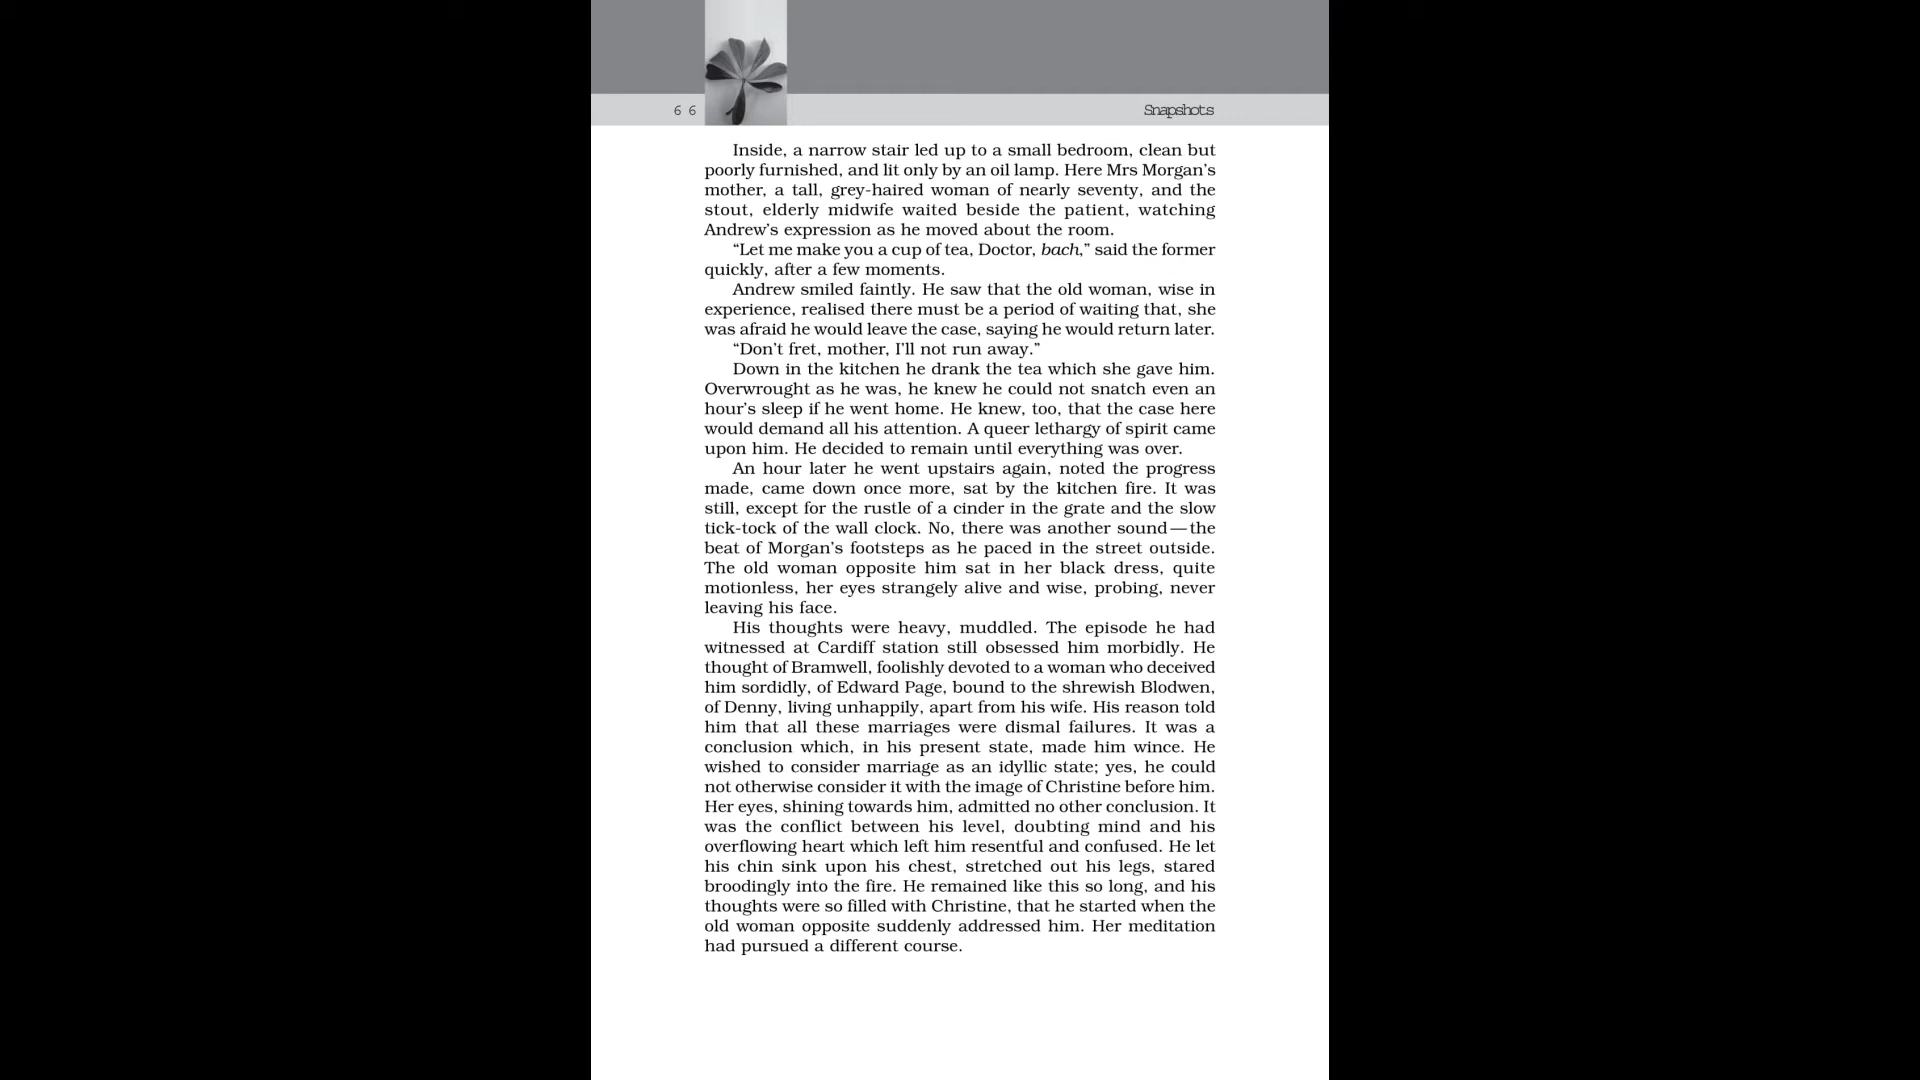 6 6
Snapshots
Inside, a narrow stair led up to a small bedroom, clean but
poorly furnished, and lit only by an oil lamp. Here Mrs Morgan’s
mother, a tall, grey-haired woman of nearly seventy, and the
stout, elderly midwife waited beside the patient, watching
Andrew’s expression as he moved about the room.
“Let me make you a cup of tea, Doctor, bach,” said the former
quickly, after a few moments.
Andrew smiled faintly. He saw that the old woman, wise in
experience, realised there must be a period of waiting that, she
was afraid he would leave the case, saying he would return later.
“Don’t fret, mother, I’ll not run away.”
Down in the kitchen he drank the tea which she gave him.
Overwrought as he was, he knew he could not snatch even an
hour’s sleep if he went home. He knew, too, that the case here
would demand all his attention. A queer lethargy of spirit came
upon him. He decided to remain until everything was over.
An hour later he went upstairs again, noted the progress
made, came down once more, sat by the kitchen fire. It was
still, except for the rustle of a cinder in the grate and the slow
tick-tock of the wall clock. No, there was another sound—the
beat of Morgan’s footsteps as he paced in the street outside.
The old woman opposite him sat in her black dress, quite
motionless, her eyes strangely alive and wise, probing, never
leaving his face.
His thoughts were heavy, muddled. The episode he had
witnessed at Cardiff station still obsessed him morbidly. He
thought of Bramwell, foolishly devoted to a woman who deceived
him sordidly, of Edward Page, bound to the shrewish Blodwen,
of Denny, living unhappily, apart from his wife. His reason told
him that all these marriages were dismal failures. It was a
conclusion which, in his present state, made him wince. He
wished to consider marriage as an idyllic state; yes, he could
not otherwise consider it with the image of Christine before him.
Her eyes, shining towards him, admitted no other conclusion. It
was the conflict between his level, doubting mind and his
overflowing heart which left him resentful and confused. He let
his chin sink upon his chest, stretched out his legs, stared
broodingly into the fire. He remained like this so long, and his
thoughts were so filled with Christine, that he started when the
old woman opposite suddenly addressed him. Her meditation
had pursued a different course.